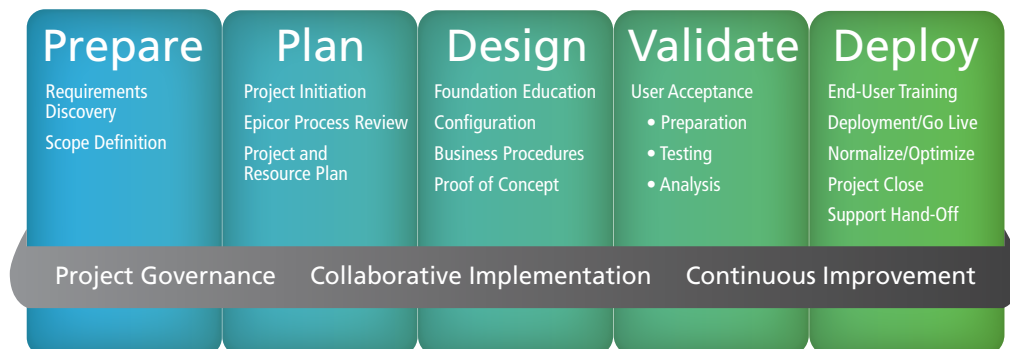 Prepare
Requirements
Discovery
Scope Definition
Plan
Project Initiation
Epicor Process Review
Project and
Resource Plan
Design
Foundation Education
Configuration
Business Procedures
Proof of Concept
Validate
User Acceptance
• Preparation
• Testing
• Analysis
Deploy
End-User Training
Deployment/Go Live
Normalize/Optimize
Project Close
Support Hand-Off
Project Governance Collaborative Implementation Continuous Improvement